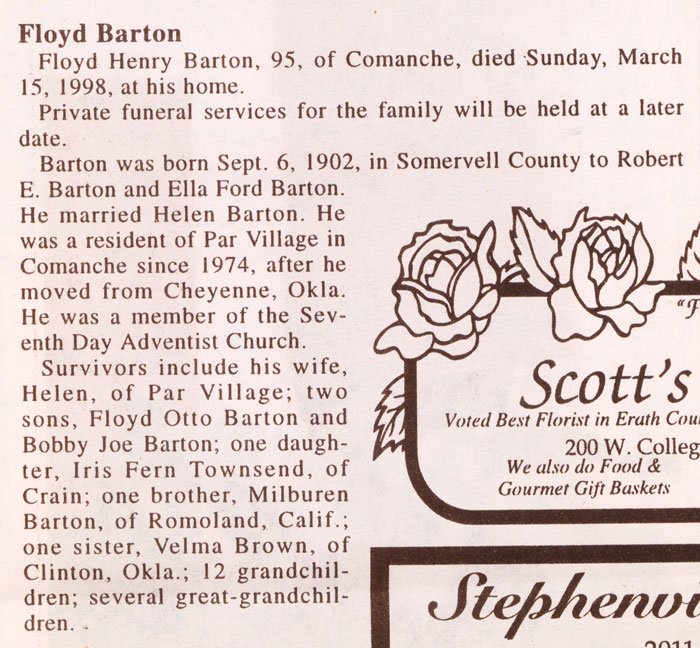 Floyd Barton
Floyd Henry Barton, 95, of Comanche, died Sunday, March
15, 1998, at his home.
Private funeral services for the family will be held at a later
date.
Barton was born Sept. 6, 1902, in Somervell County to Robert
E. Barton and Ella Ford Barton.
He married Helen Barton. He
was a resident of Par Village in
Comanche since 1974, after he
moved from Cheyenne, Okla.
He was a member of the Sev-
enth Day Adventist Church.
Survivors include his wife,
Helen, of Par Village; two
sons, Floyd Otto Barton and
Bobby Joe Barton; one daugh-
ter, Iris Fern Townsend, of
Crain; one brother, Milburen
Barton, of Romoland, Calif.;
one sister, Velma Brown, of
Clinton, Okla.; 12 grandchil-
dren; several great-grandchil-
dren.
"F
Scott's
Voted Best Florist in Erath Cou
200 W. Colleg
We also do Food &
Gourmet Gift Baskets
Stephenvi